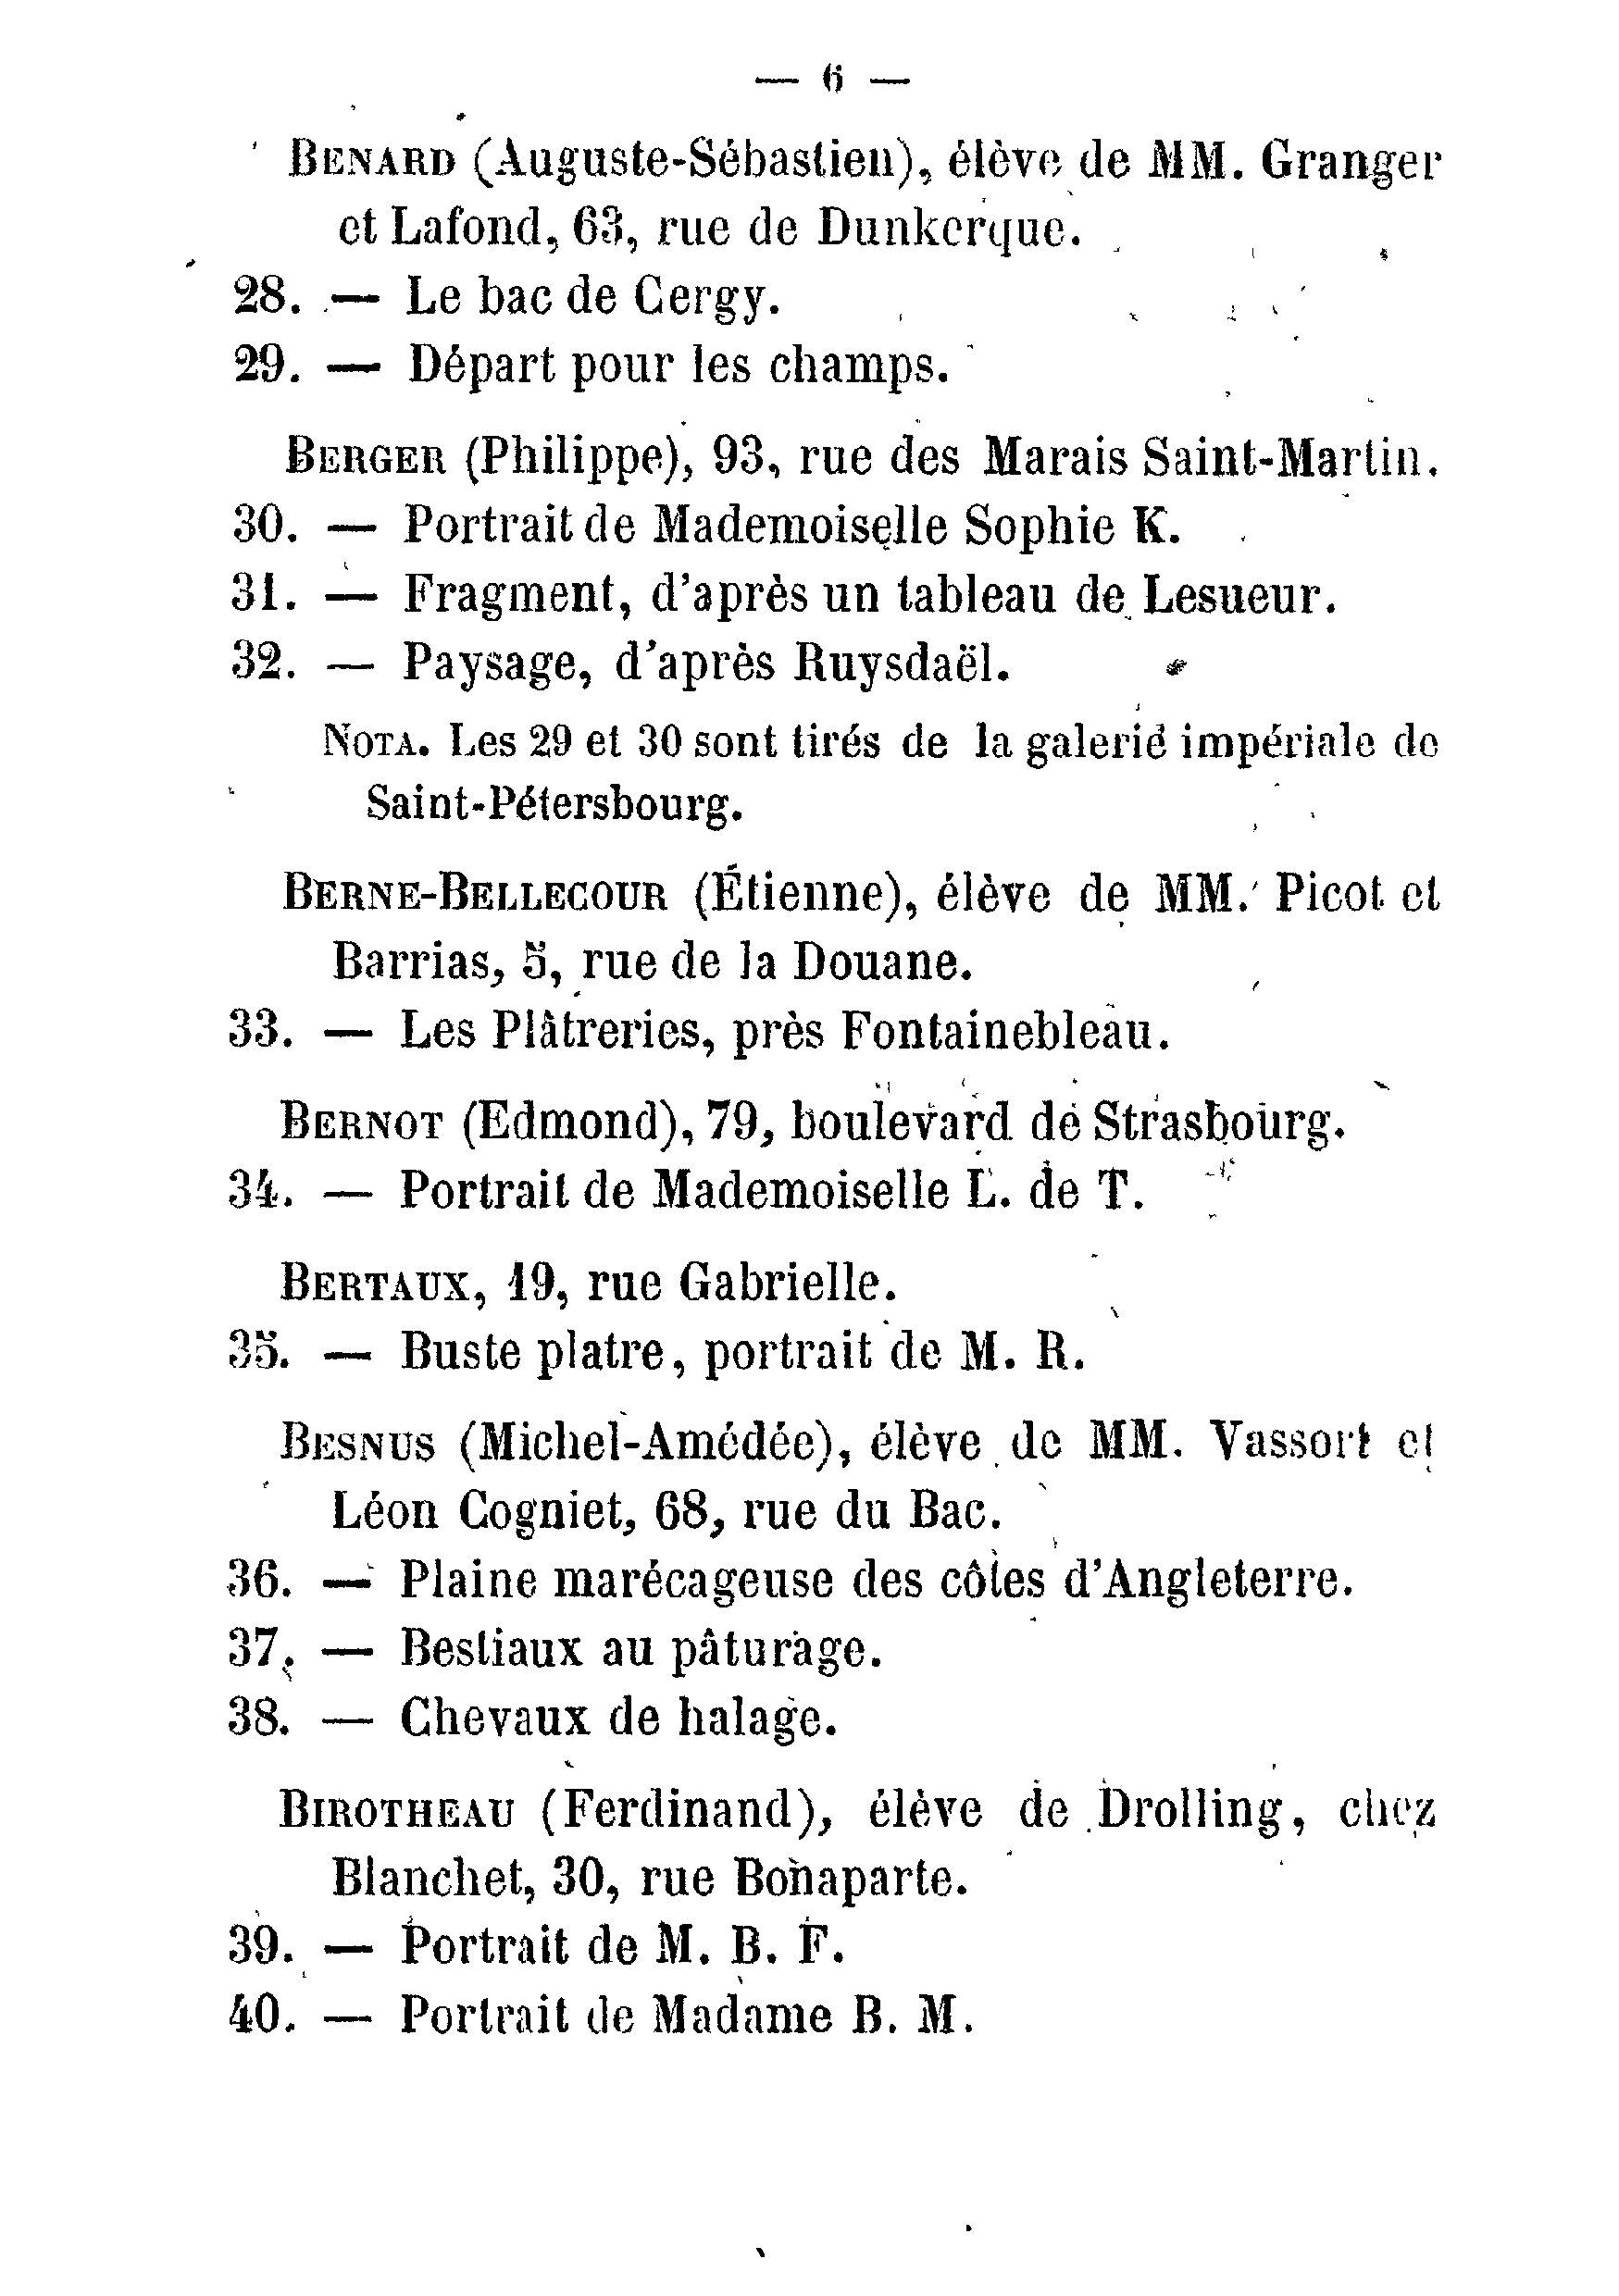 — 6 —
BENARD (Auguste-Sébastien), élève de MM. Granger
et Lafond, 63, rue de Dunkerque.
28. — Le bac de Cergy.
29. — Départ pour les champs.
BERGER (Philippe), 93, rue des Marais Saint-Martin.
30. — Portrait de Mademoiselle Sophie K.
31. — Fragment, d'après un tableau de Lesueur.
32. — Paysage, d'après Ruysdaël.
NOTA. Les 29 et 30 sont tirés de la galerie impériale de
Saint-Pétersbourg.
BERNE-BELLECOUR (Étienne), élève de MM. Picot et
Barrias, 5, rue de la Douane.
33. — Les Plâtreries, près Fontainebleau.
BERNOT (Edmond), 79, boulevard de Strasbourg.
34. — Portrait de Mademoiselle L. de T.
BERTAUX, 19, rue Gabrielle.
35. — Buste platre, portrait de M. R.
BESNUS (Michel-Amédée), élève de MM. Vassort et
Léon Cogniet, 68, rue du Bac.
36. — Plaine marécageuse des côtes d'Angleterre.
37. — Bestiaux au pâturage.
38. — Chevaux de halage.
BIROTHEAU (Ferdinand), élève de Drolling, chez
Blanchet, 30, rue Bonaparte.
39. — Portrait de M. B. F.
40. — Portrait de Madame B. M.